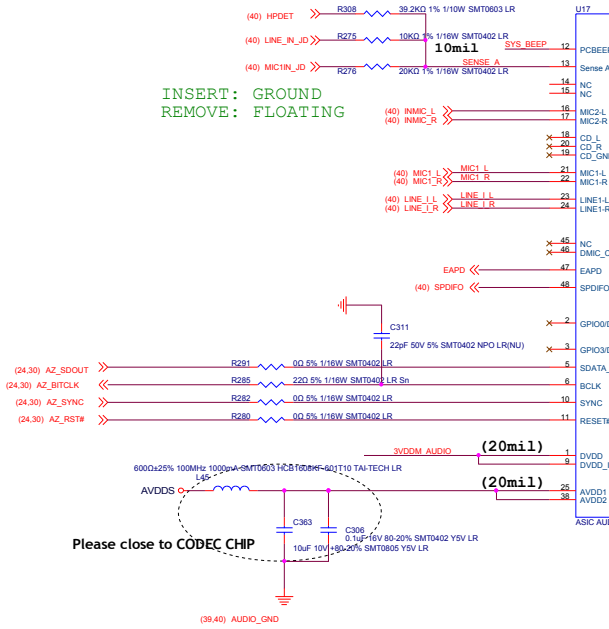 R308 39.2KΩ 1% 1/10W SMT0603 LR U17
(40) HPDET
R275 10KΩ 1% 1/16W SMT0402 LR
(40) LINE_IN_JD
10mil
SYS_BEEP 12 PCBEEP
(40) MIC1IN_JD
SENSE_A 13 Sense A
R276 20KΩ 1% 1/16W SMT0402 LR
14 NC
15 NC
INSERT: GROUND
REMOVE: FLOATING
(40) INMIC_L 16 MIC2-L
(40) INMIC_R 17 MIC2-R
18 CD_L
20 CD_R
19 CD_GN
(40) MIC1_L MIC1_L 21 MIC1-L
(40) MIC1_R MIC1_R 22 MIC1-R
(40) LINE_I_L LINE_I_L 23 LINE1-L
(40) LINE_I_R LINE_I_R 24 LINE1-R
45 NC
46 DMIC_C
EAPD 47 EAPD
(40) SPDIFO 48 SPDIFO
2 GPIO0/D
C311
22pF 50V 5% SMT0402 NPO LR(NU)
3 GPIO3/D
(24,30) AZ_SDOUT R291 0Ω 5% 1/16W SMT0402 LR 5 SDATA_
(24,30) AZ_BITCLK R285 22Ω 5% 1/16W SMT0402 LR Sn 6 BCLK
(24,30) AZ_SYNC R282 0Ω 5% 1/16W SMT0402 LR 10 SYNC
(24,30) AZ_RST# R280 0Ω 5% 1/16W SMT0402 LR 11 RESET#
3VDDM_AUDIO (20mil) 1 DVDD
9 DVDD_I
600Ω±25% 100MHz 1000mA SMT0603 HCB1608KF-601T10 TAI-TECH LR
L45
AVDDS (20mil) 25 AVDD1
38 AVDD2
ASIC AUD
C363 C306
0.1uF 16V 80-20% SMT0402 Y5V LR
10uF 10V +80-20% SMT0805 Y5V LR
Please close to CODEC CHIP
(39,40) AUDIO_GND